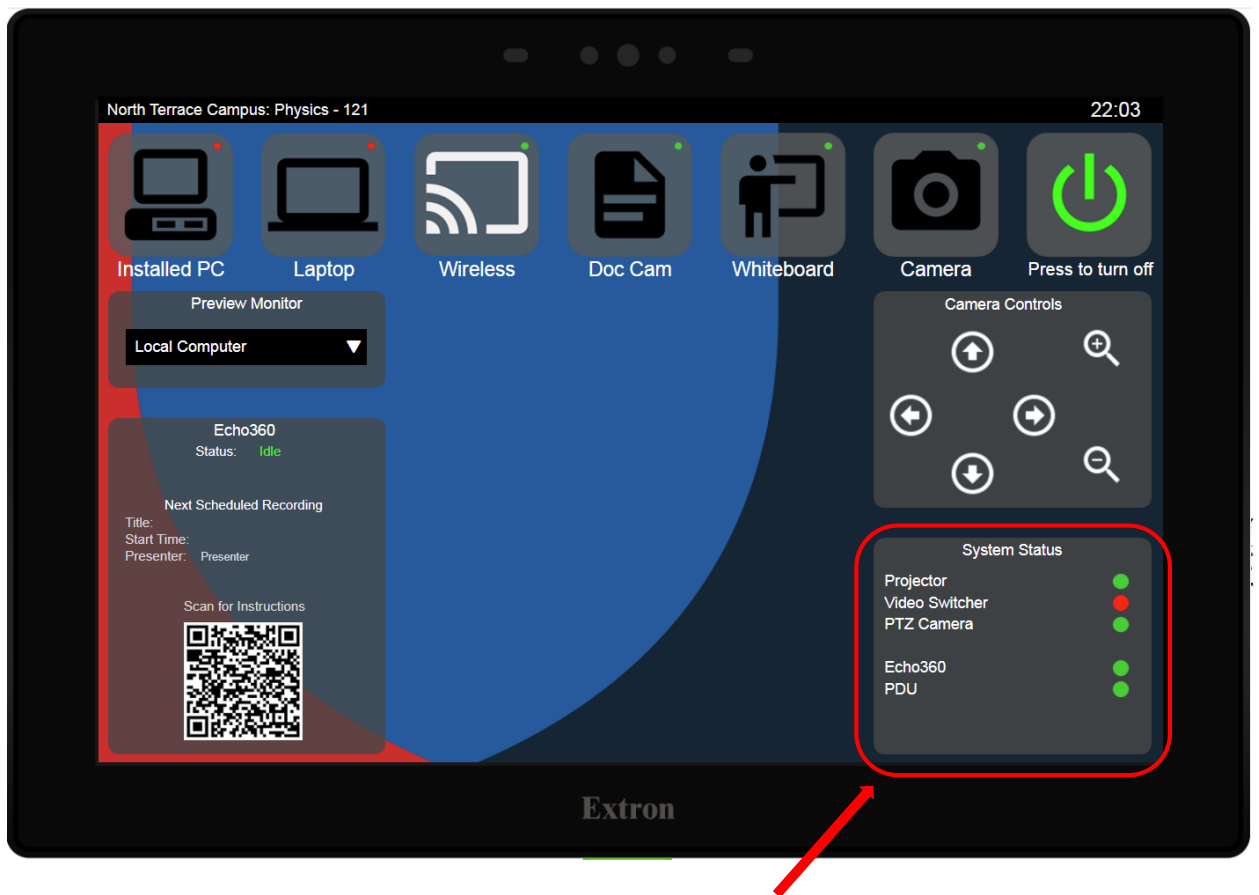 North Terrace Campus: Physics - 121
22:03
Installed PC
Laptop
Wireless
Doc Cam
Whiteboard
Camera
Press to turn off
Preview Monitor
Local Computer
Camera Controls
Echo360
Status: Idle
Next Scheduled Recording
Title:
Start Time:
Presenter: Presenter
Scan for Instructions
System Status
Projector
Video Switcher
PTZ Camera
Echo360
PDU
Extron